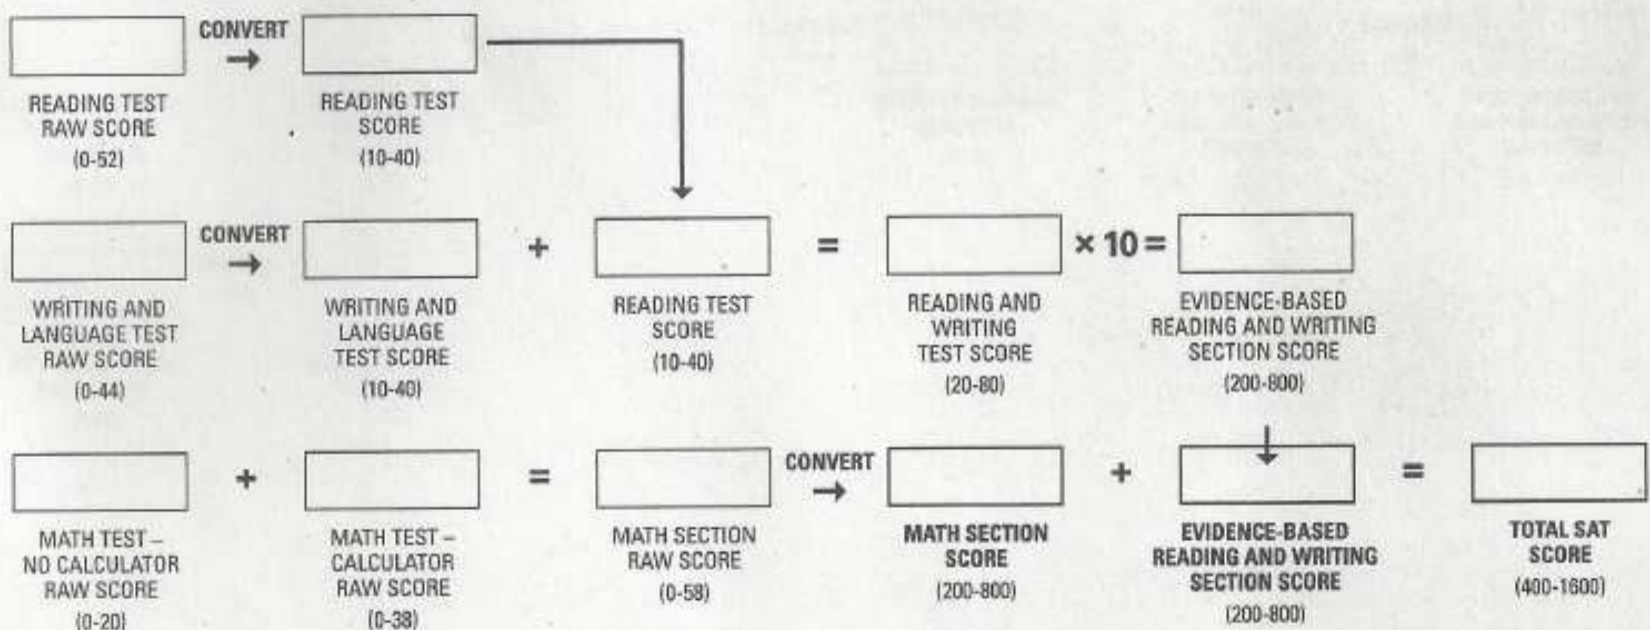 CONVERT
→
READING TEST
RAW SCORE
(0-52)
READING TEST
SCORE
(10-40)
CONVERT
→
+
=
× 10 =
WRITING AND
LANGUAGE TEST
RAW SCORE
(0-44)
WRITING AND
LANGUAGE
TEST SCORE
(10-40)
READING TEST
SCORE
(10-40)
READING AND
WRITING
TEST SCORE
(20-80)
EVIDENCE-BASED
READING AND WRITING
SECTION SCORE
(200-800)
+
=
CONVERT
→
+
=
MATH TEST –
NO CALCULATOR
RAW SCORE
(0-20)
MATH TEST –
CALCULATOR
RAW SCORE
(0-38)
MATH SECTION
RAW SCORE
(0-58)
MATH SECTION
SCORE
(200-800)
EVIDENCE-BASED
READING AND WRITING
SECTION SCORE
(200-800)
TOTAL SAT
SCORE
(400-1600)